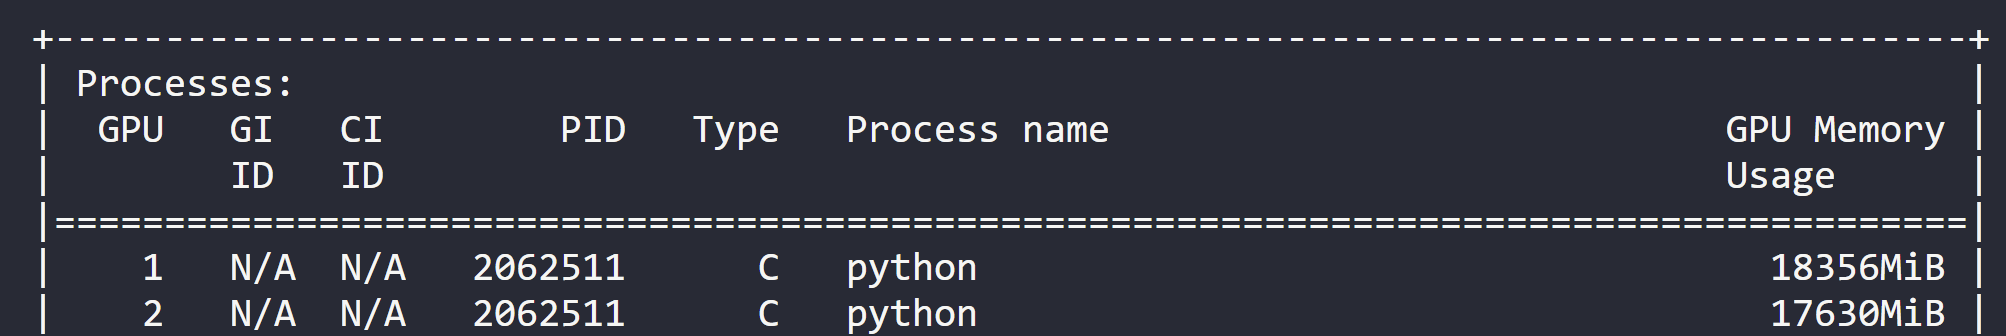 +---------------------------------------------------------------------------------------+
| Processes:                                                                            |
|  GPU   GI   CI        PID   Type   Process name                            GPU Memory |
|        ID   ID                                                             Usage      |
|=======================================================================================|
|    1   N/A  N/A   2062511      C   python                                    18356MiB |
|    2   N/A  N/A   2062511      C   python                                    17630MiB |